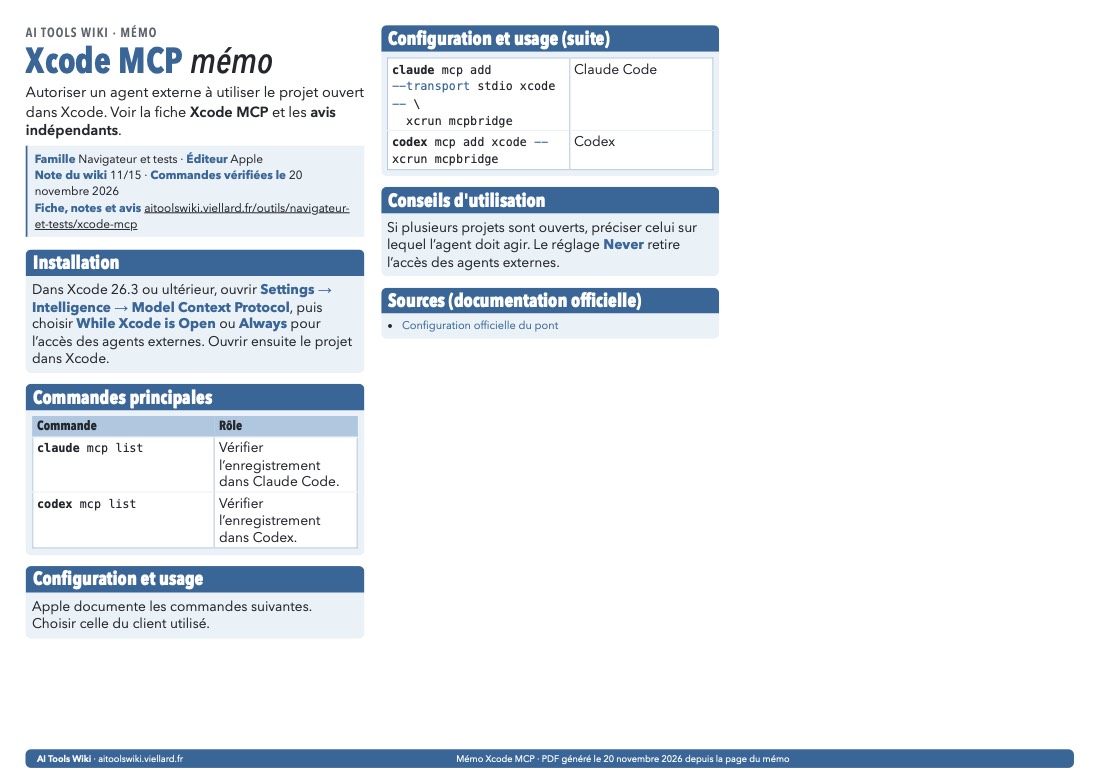 AI TOOLS WIKI · MÉMO
Xcode MCP mémo
Autoriser un agent externe à utiliser le projet ouvert
dans Xcode. Voir la fiche Xcode MCP et les avis
indépendants.
Famille Navigateur et tests · Éditeur Apple
Note du wiki 11/15 · Commandes vérifiées le 20
novembre 2026
Fiche, notes et avis aitoolswiki.viellard.fr/outils/navigateur-
et-tests/xcode-mcp
Installation
Dans Xcode 26.3 ou ultérieur, ouvrir Settings →
Intelligence → Model Context Protocol, puis
choisir While Xcode is Open ou Always pour
l’accès des agents externes. Ouvrir ensuite le projet
dans Xcode.
Commandes principales
Commande Rôle
claude mcp list Vérifier
l’enregistrement
dans Claude Code.
codex mcp list Vérifier
l’enregistrement
dans Codex.
Configuration et usage
Apple documente les commandes suivantes.
Choisir celle du client utilisé.
Configuration et usage (suite)
claude mcp add Claude Code
--transport stdio xcode
-- \
xcrun mcpbridge
codex mcp add xcode -- Codex
xcrun mcpbridge
Conseils d'utilisation
Si plusieurs projets sont ouverts, préciser celui sur
lequel l’agent doit agir. Le réglage Never retire
l’accès des agents externes.
Sources (documentation officielle)
• Configuration officielle du pont
AI Tools Wiki · aitoolswiki.viellard.fr Mémo Xcode MCP · PDF généré le 20 novembre 2026 depuis la page du mémo